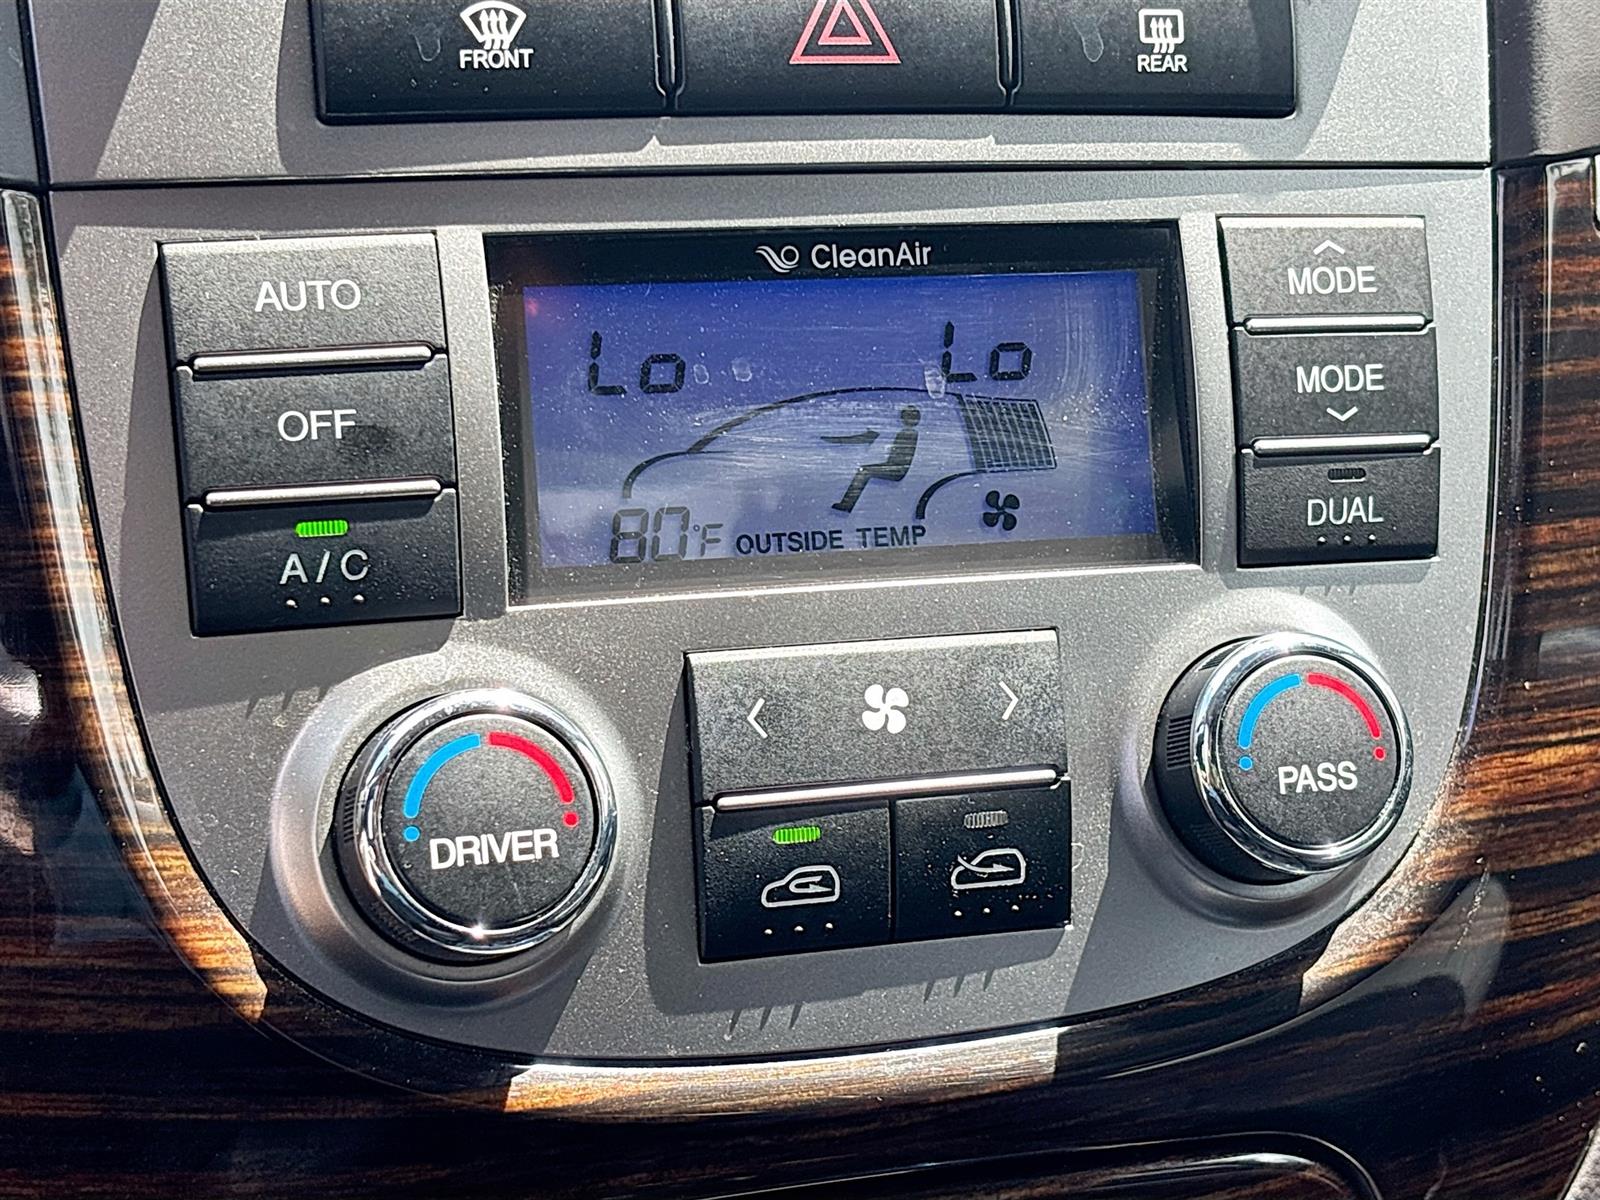 FRONT
REAR
CleanAir
AUTO
MODE
Lo Lo
OFF
MODE
80°F OUTSIDE TEMP
DUAL
A/C
DRIVER
PASS